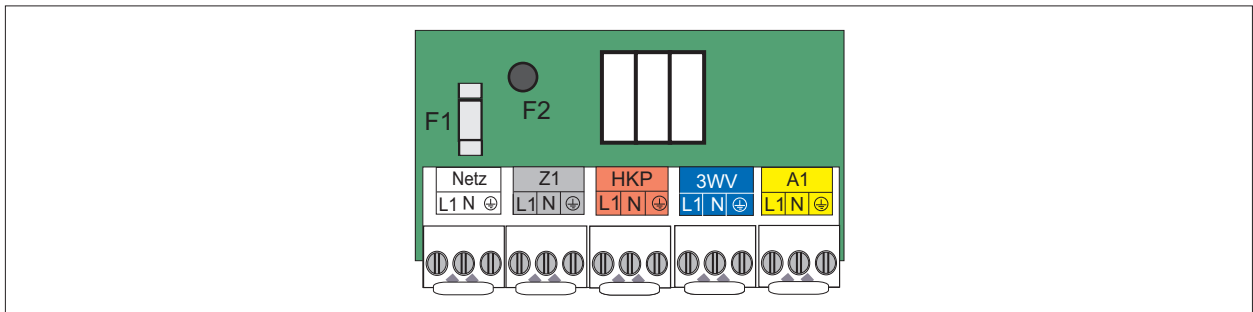 F1
F2
Netz Z1 HKP 3WV A1
L1 N ⏚ L1 N ⏚ L1 N ⏚ L1 N ⏚ L1 N ⏚